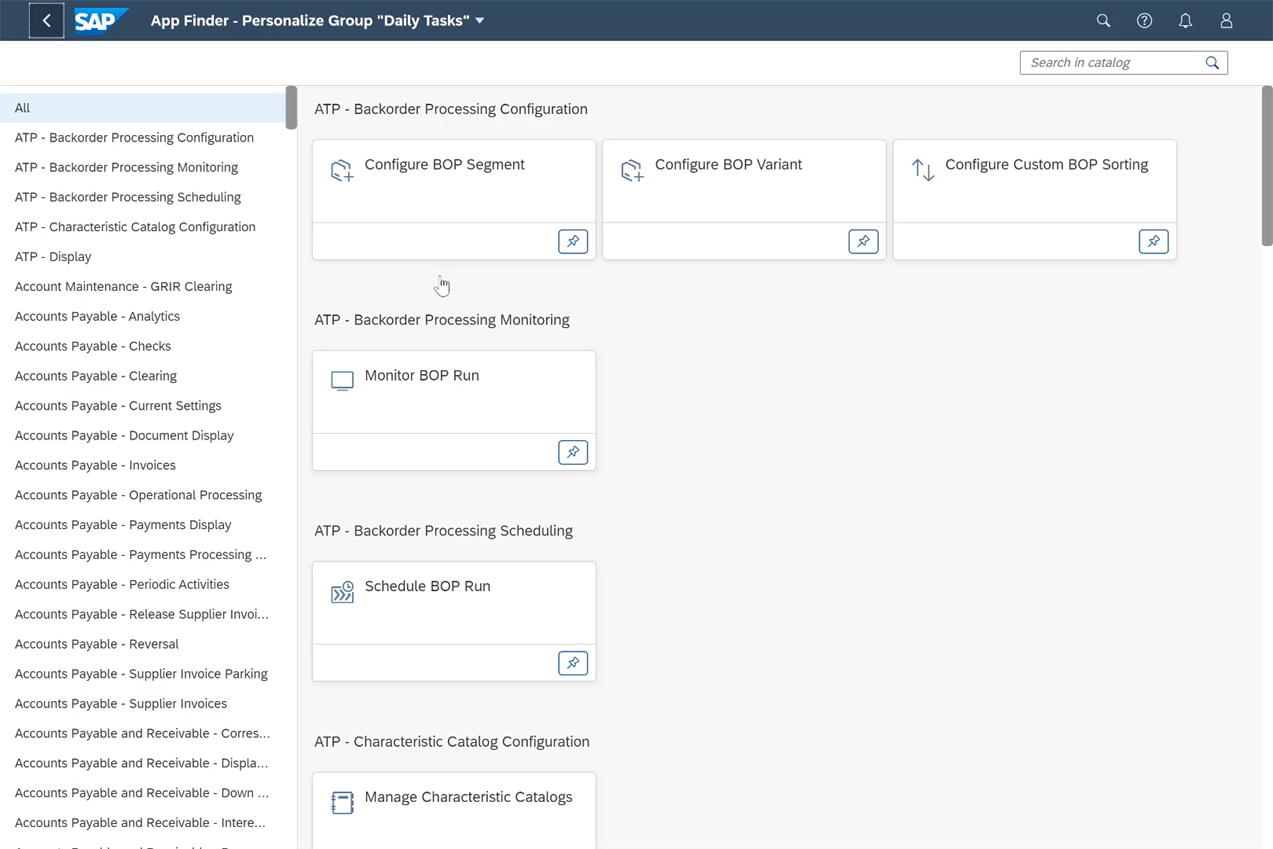 SAP App Finder - Personalize Group "Daily Tasks"
Search in catalog
All
ATP - Backorder Processing Configuration
ATP - Backorder Processing Monitoring
ATP - Backorder Processing Scheduling
ATP - Characteristic Catalog Configuration
ATP - Display
Account Maintenance - GRIR Clearing
Accounts Payable - Analytics
Accounts Payable - Checks
Accounts Payable - Clearing
Accounts Payable - Current Settings
Accounts Payable - Document Display
Accounts Payable - Invoices
Accounts Payable - Operational Processing
Accounts Payable - Payments Display
Accounts Payable - Payments Processing ...
Accounts Payable - Periodic Activities
Accounts Payable - Release Supplier Invoi...
Accounts Payable - Reversal
Accounts Payable - Supplier Invoice Parking
Accounts Payable - Supplier Invoices
Accounts Payable and Receivable - Corres...
Accounts Payable and Receivable - Displa...
Accounts Payable and Receivable - Down ...
Accounts Payable and Receivable - Intere...
ATP - Backorder Processing Configuration
Configure BOP Segment
Configure BOP Variant
Configure Custom BOP Sorting
ATP - Backorder Processing Monitoring
Monitor BOP Run
ATP - Backorder Processing Scheduling
Schedule BOP Run
ATP - Characteristic Catalog Configuration
Manage Characteristic Catalogs